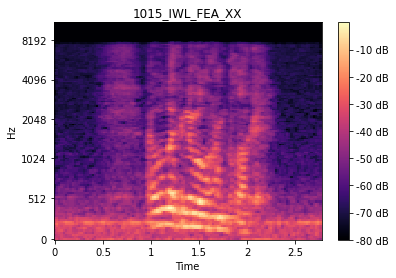 1015_IWL_FEA_XX
8192
4096
2048
1024
512
0
Hz
0
0.5
1
1.5
2
2.5
Time
-10 dB
-20 dB
-30 dB
-40 dB
-50 dB
-60 dB
-70 dB
-80 dB